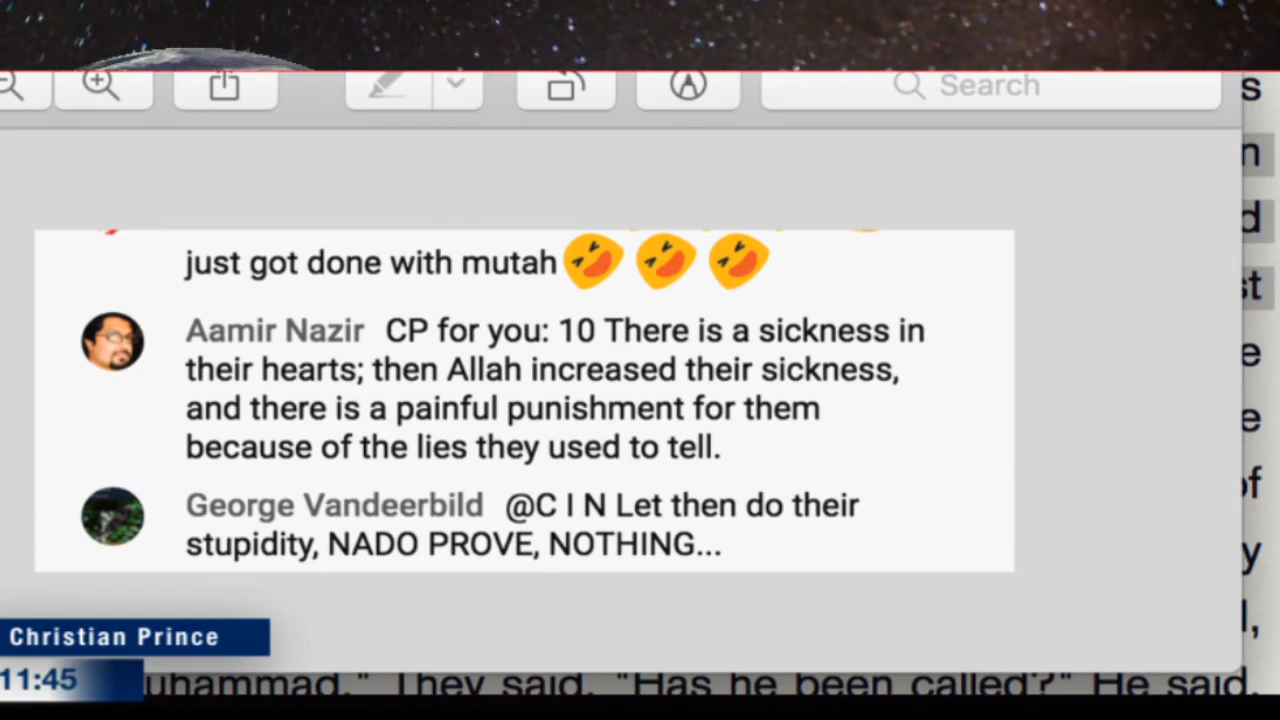 Search
s
n
d
st
e
e
of
y
l,
just got done with mutah🤣🤣🤣
Aamir Nazir CP for you: 10 There is a sickness in
their hearts; then Allah increased their sickness,
and there is a painful punishment for them
because of the lies they used to tell.
George Vandeerbild @C I N Let then do their
stupidity, NADO PROVE, NOTHING...
Christian Prince
11:45
uhammad." They said, "Has he been called?" He said,